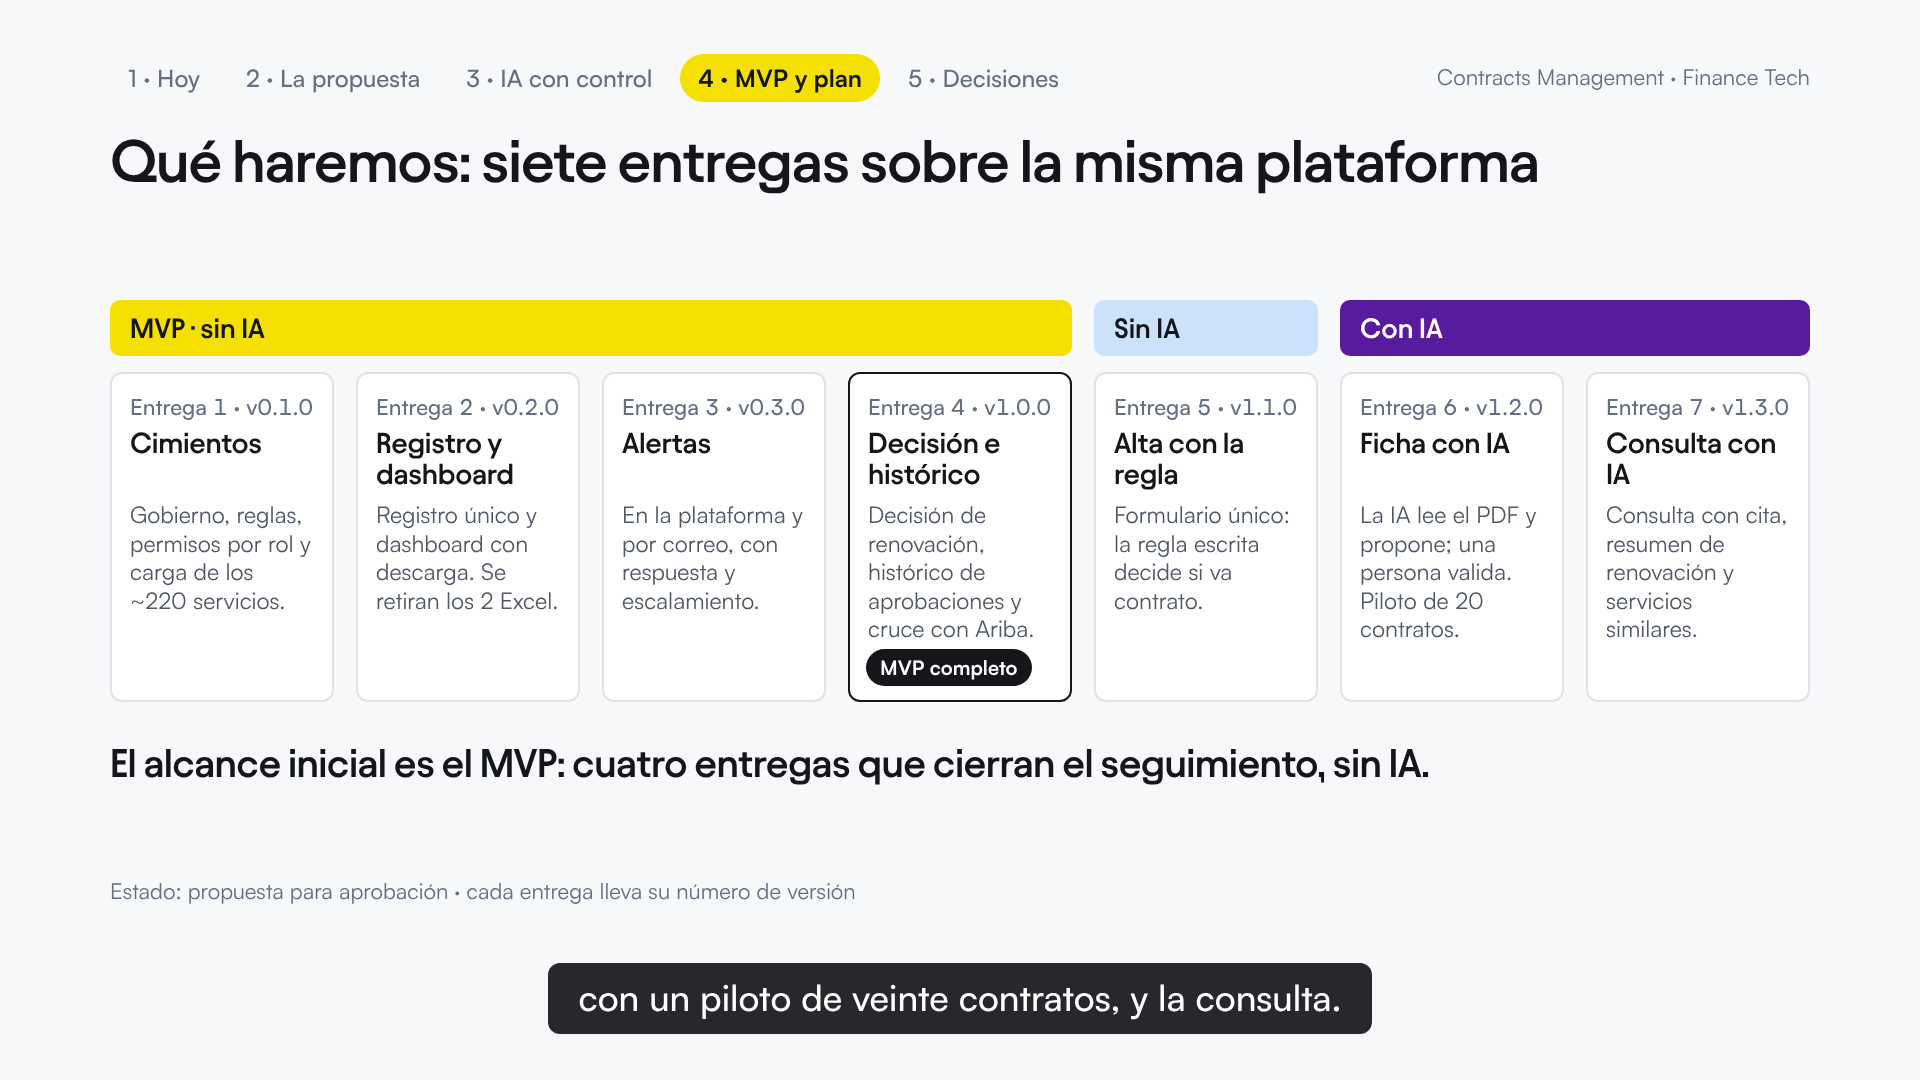 1 · Hoy
2 · La propuesta
3 · IA con control
4 · MVP y plan
5 · Decisiones
Contracts Management · Finance Tech
Qué haremos: siete entregas sobre la misma plataforma
MVP · sin IA
Sin IA
Con IA
Entrega 1 · v0.1.0
Cimientos
Gobierno, reglas,
permisos por rol y
carga de los
~220 servicios.
Entrega 2 · v0.2.0
Registro y
dashboard
Registro único y
dashboard con
descarga. Se
retiran los 2 Excel.
Entrega 3 · v0.3.0
Alertas
En la plataforma y
por correo, con
respuesta y
escalamiento.
Entrega 4 · v1.0.0
Decisión e
histórico
Decisión de
renovación,
histórico de
aprobaciones y
cruce con Ariba.
MVP completo
Entrega 5 · v1.1.0
Alta con la
regla
Formulario único:
la regla escrita
decide si va
contrato.
Entrega 6 · v1.2.0
Ficha con IA
La IA lee el PDF y
propone; una
persona valida.
Piloto de 20
contratos.
Entrega 7 · v1.3.0
Consulta con
IA
Consulta con cita,
resumen de
renovación y
servicios
similares.
El alcance inicial es el MVP: cuatro entregas que cierran el seguimiento, sin IA.
Estado: propuesta para aprobación · cada entrega lleva su número de versión
con un piloto de veinte contratos, y la consulta.